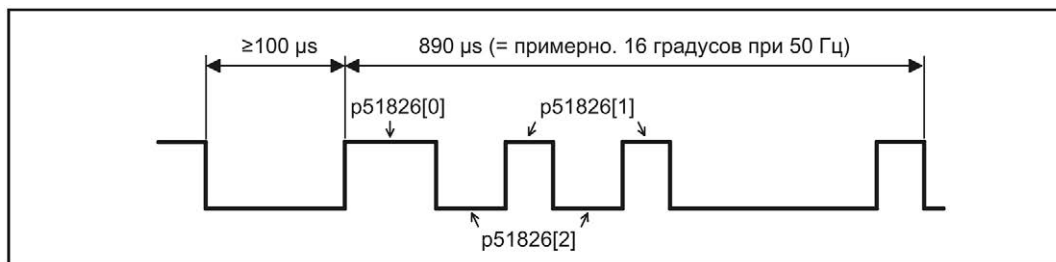 ≥100 µs
890 µs (= примерно. 16 градусов при 50 Гц)
p51826[0]
p51826[1]
p51826[2]